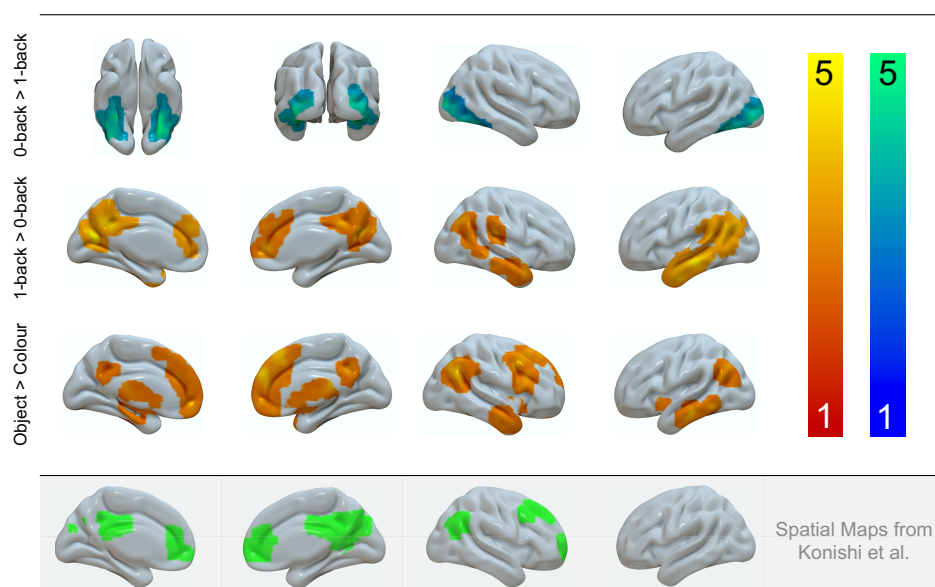 0-back > 1-back
1-back > 0-back
Object > Colour
5
5
1
1
Spatial Maps from
Konishi et al.